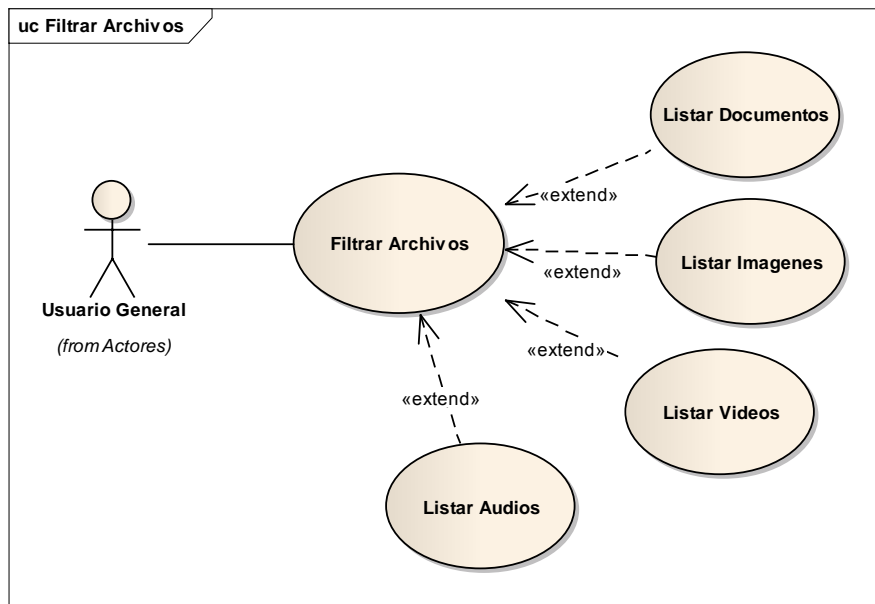 uc Filtrar Archivos
Listar Documentos
«extend»
Filtrar Archivos
Listar Imagenes
«extend»
Usuario General
(from Actores)
«extend»
Listar Videos
«extend»
Listar Audios